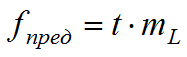 f_пред = t · m_L